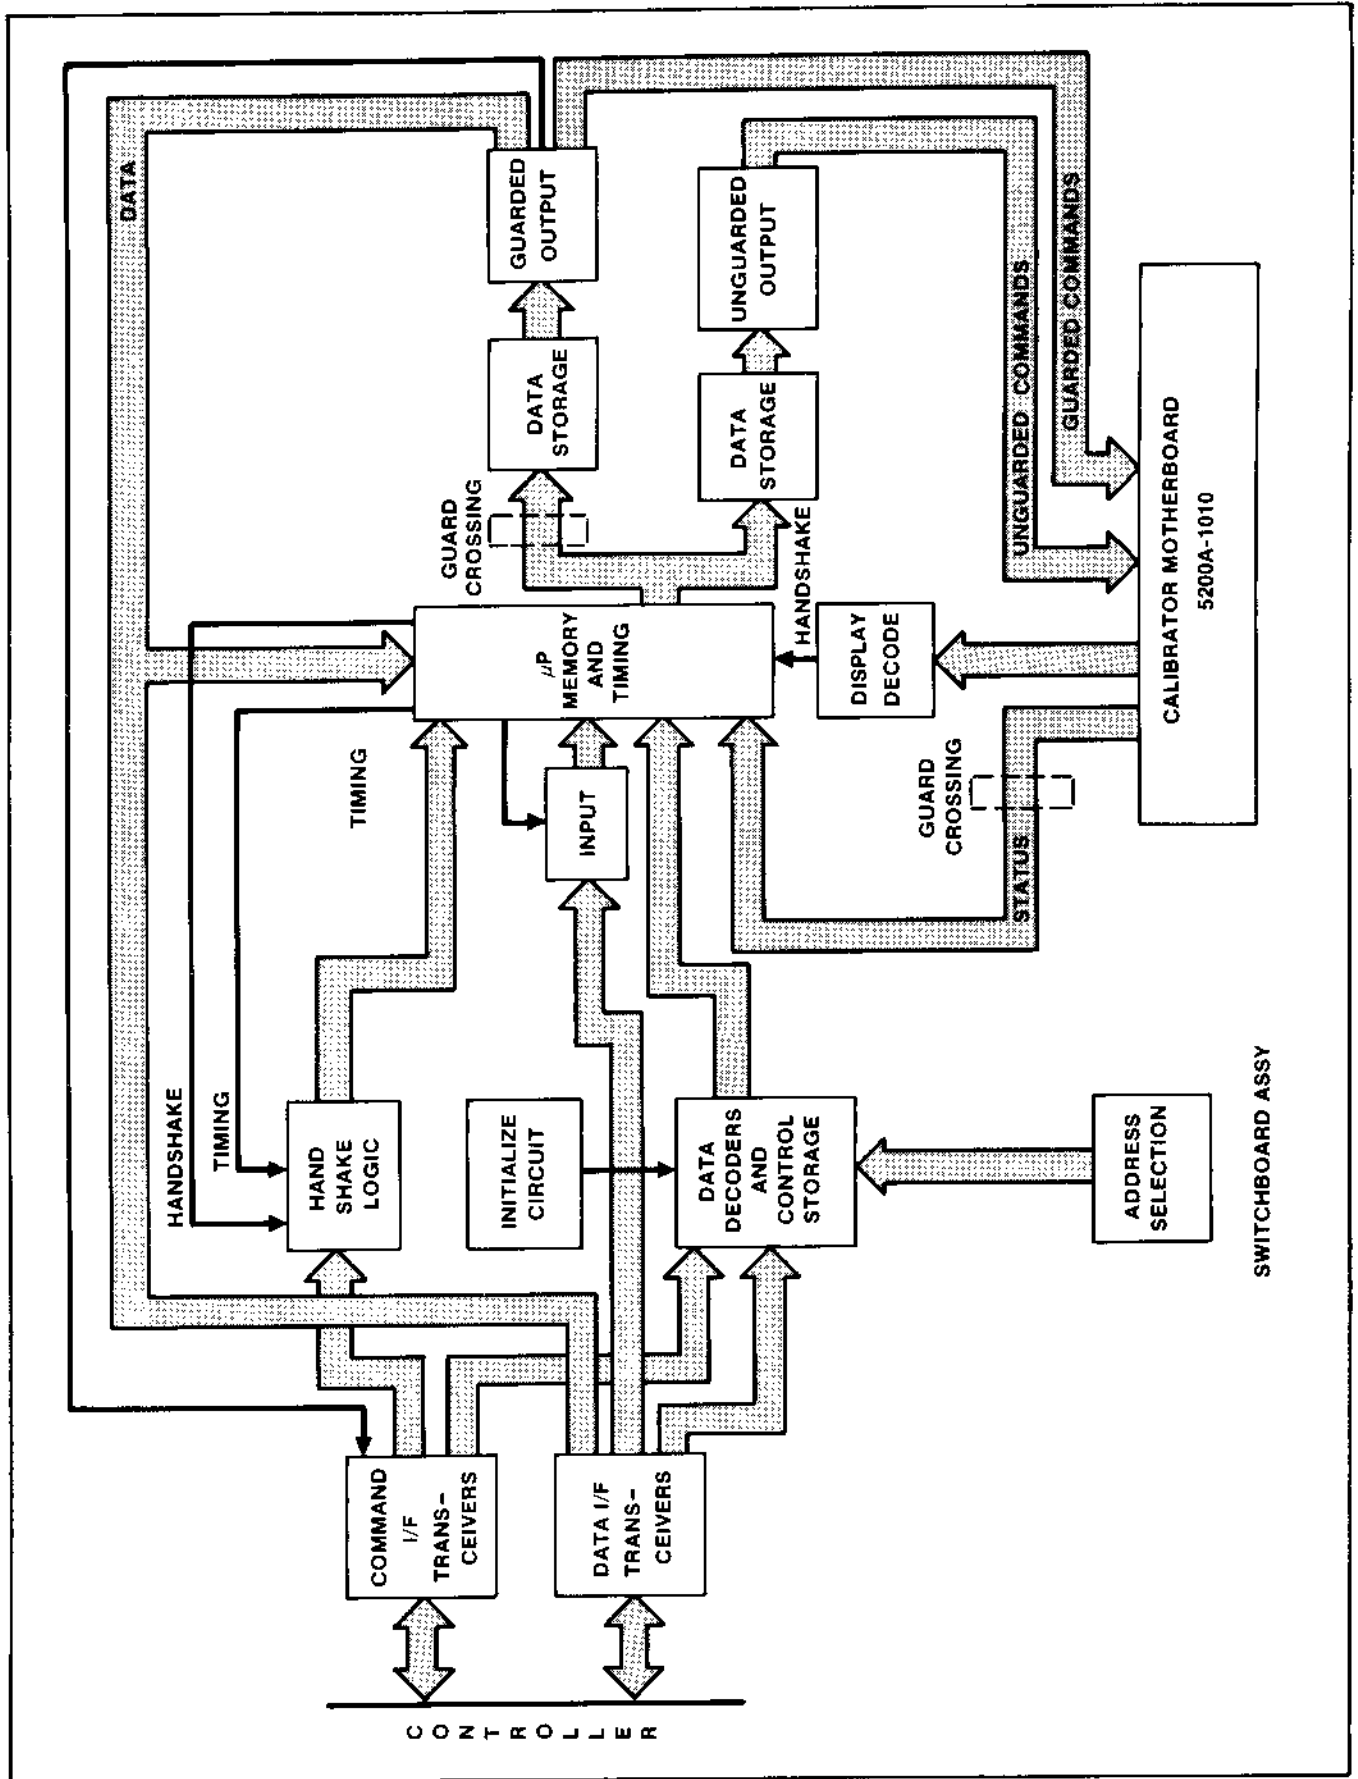 CONTROLLER
COMMAND
I/F
TRANS-
CEIVERS
DATA I/F
TRANS-
CEIVERS
HANDSHAKE
TIMING
HAND
SHAKE
LOGIC
INITIALIZE
CIRCUIT
DATA
DECODERS
AND
CONTROL
STORAGE
ADDRESS
SELECTION
SWITCHBOARD ASSY
TIMING
INPUT
μP
MEMORY
AND
TIMING
HANDSHAKE
DISPLAY
DECODE
STATUS
GUARD
CROSSING
GUARD
CROSSING
DATA
STORAGE
DATA
STORAGE
GUARDED
OUTPUT
UNGUARDED
OUTPUT
DATA
UNGUARDED COMMANDS
GUARDED COMMANDS
CALIBRATOR MOTHERBOARD
5200A-1010